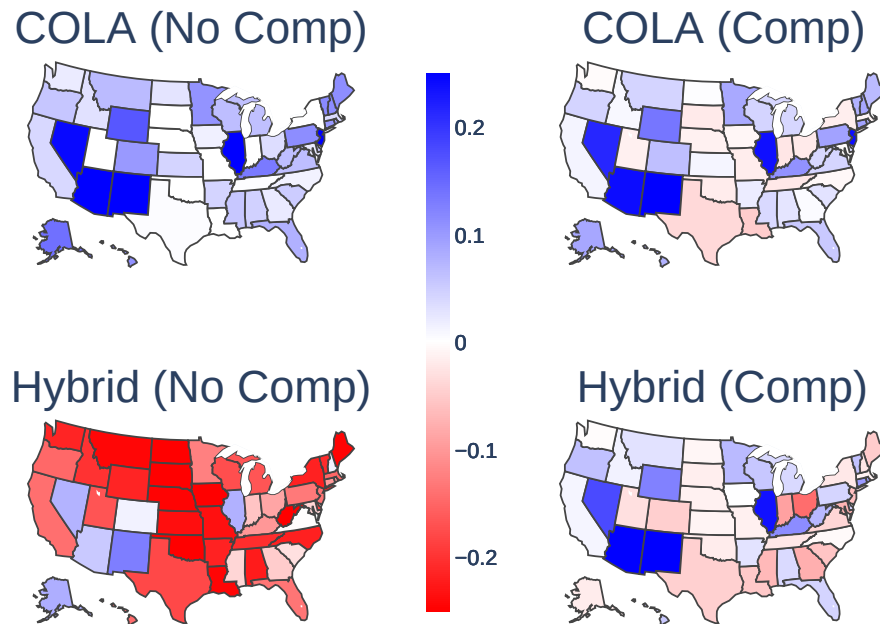 COLA (No Comp)
COLA (Comp)
0.2
0.1
0
−0.1
−0.2
Hybrid (No Comp)
Hybrid (Comp)